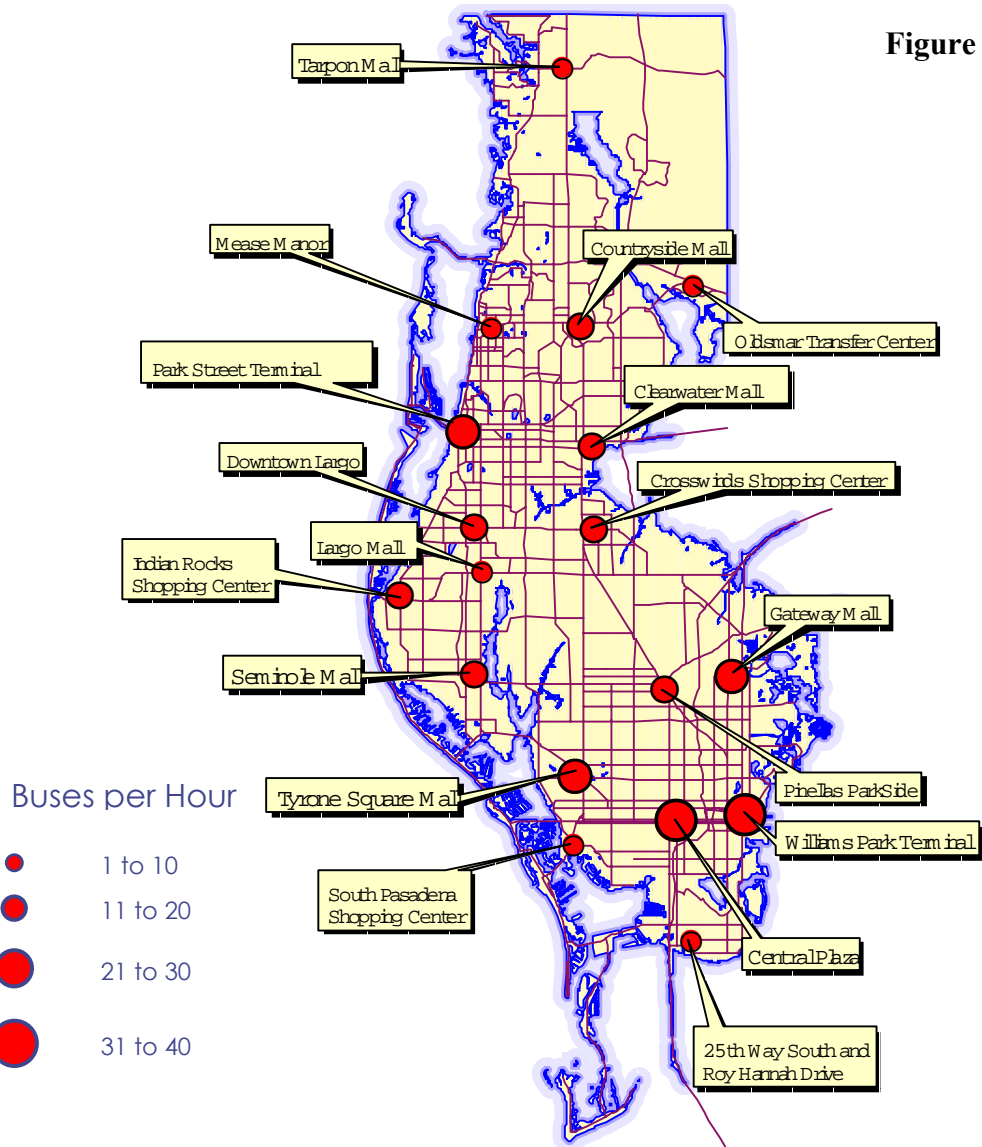 Figure
Tarpon Mall
Mease Manor
Countryside Mall
Oldsmar Transfer Center
Park Street Terminal
Clearwater Mall
Downtown Largo
Crosswinds Shopping Center
Largo Mall
Indian Rocks
Shopping Center
Gateway Mall
Seminole Mall
Buses per Hour
Tyrone Square Mall
Pinellas ParkSide
Williams Park Terminal
1 to 10
11 to 20
South Pasadena
Shopping Center
Central Plaza
21 to 30
31 to 40
25th Way South and
Roy Hannah Drive